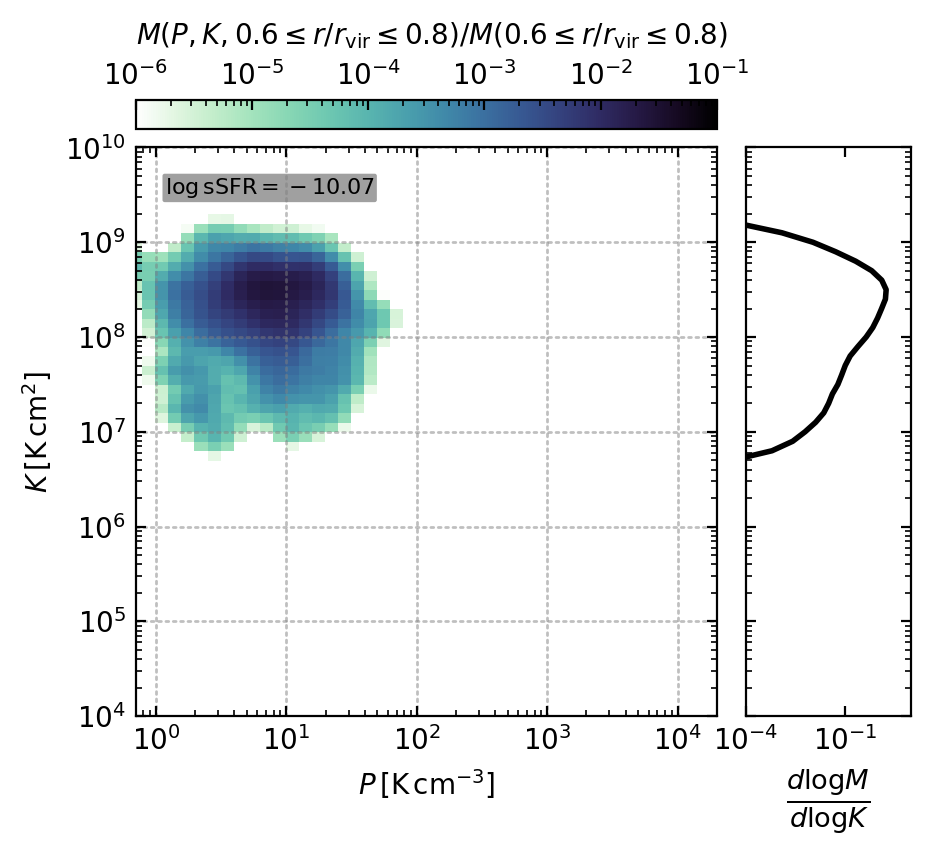 M(P, K, 0.6 ≤ r/r_vir ≤ 0.8)/M(0.6 ≤ r/r_vir ≤ 0.8)
10^−6 10^−5 10^−4 10^−3 10^−2 10^−1
10^10
log sSFR = −10.07
10^9
10^8
10^7
10^6
10^5
10^4
K [K cm^2]
10^0 10^1 10^2 10^3 10^4
P [K cm^−3]
10^−4 10^−1
dlogM
dlogK